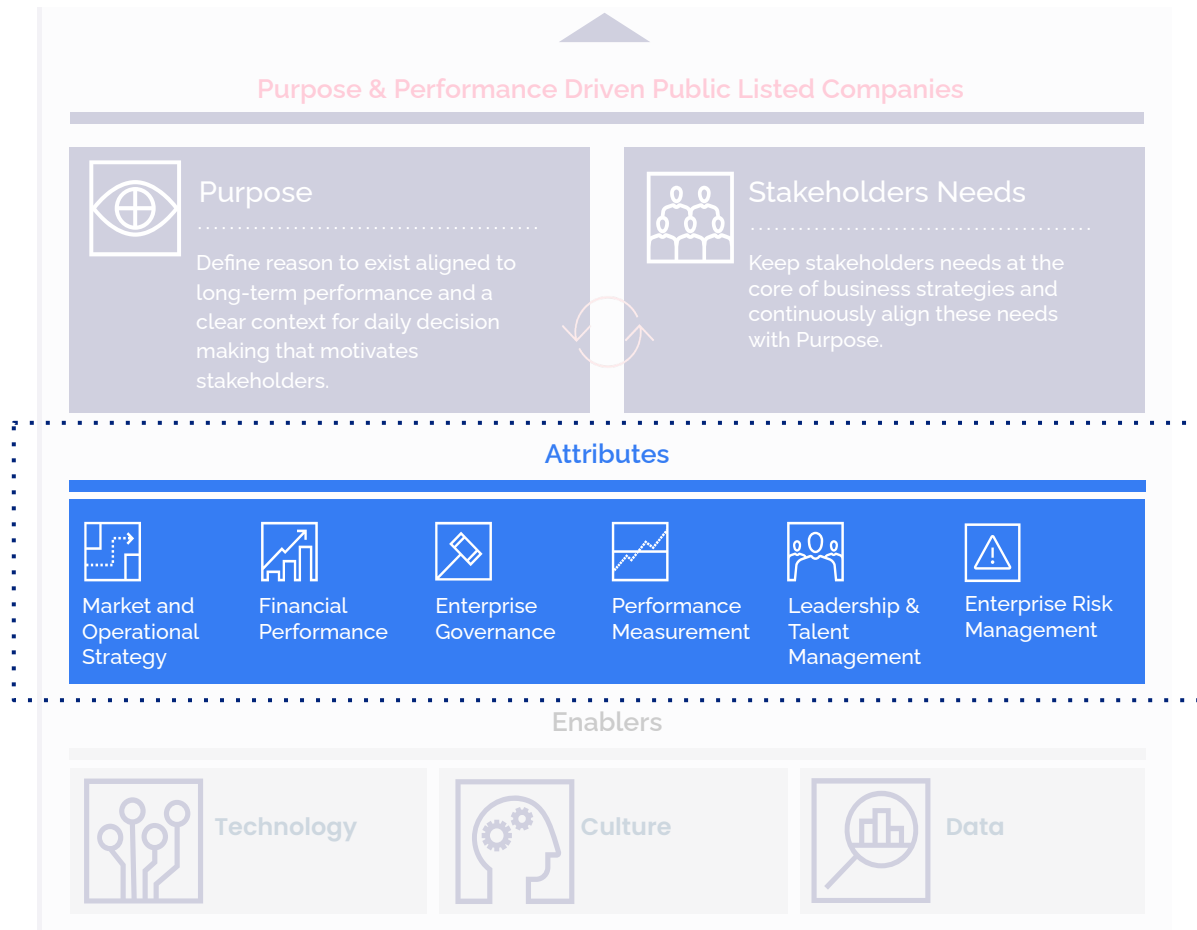 Purpose & Performance Driven Public Listed Companies
Purpose
Define reason to exist aligned to
long-term performance and a
clear context for daily decision
making that motivates
stakeholders.
Stakeholders Needs
Keep stakeholders needs at the
core of business strategies and
continuously align these needs
with Purpose.
Attributes
Market and
Operational
Strategy
Financial
Performance
Enterprise
Governance
Performance
Measurement
Leadership &
Talent
Management
Enterprise Risk
Management
Enablers
Technology
Culture
Data